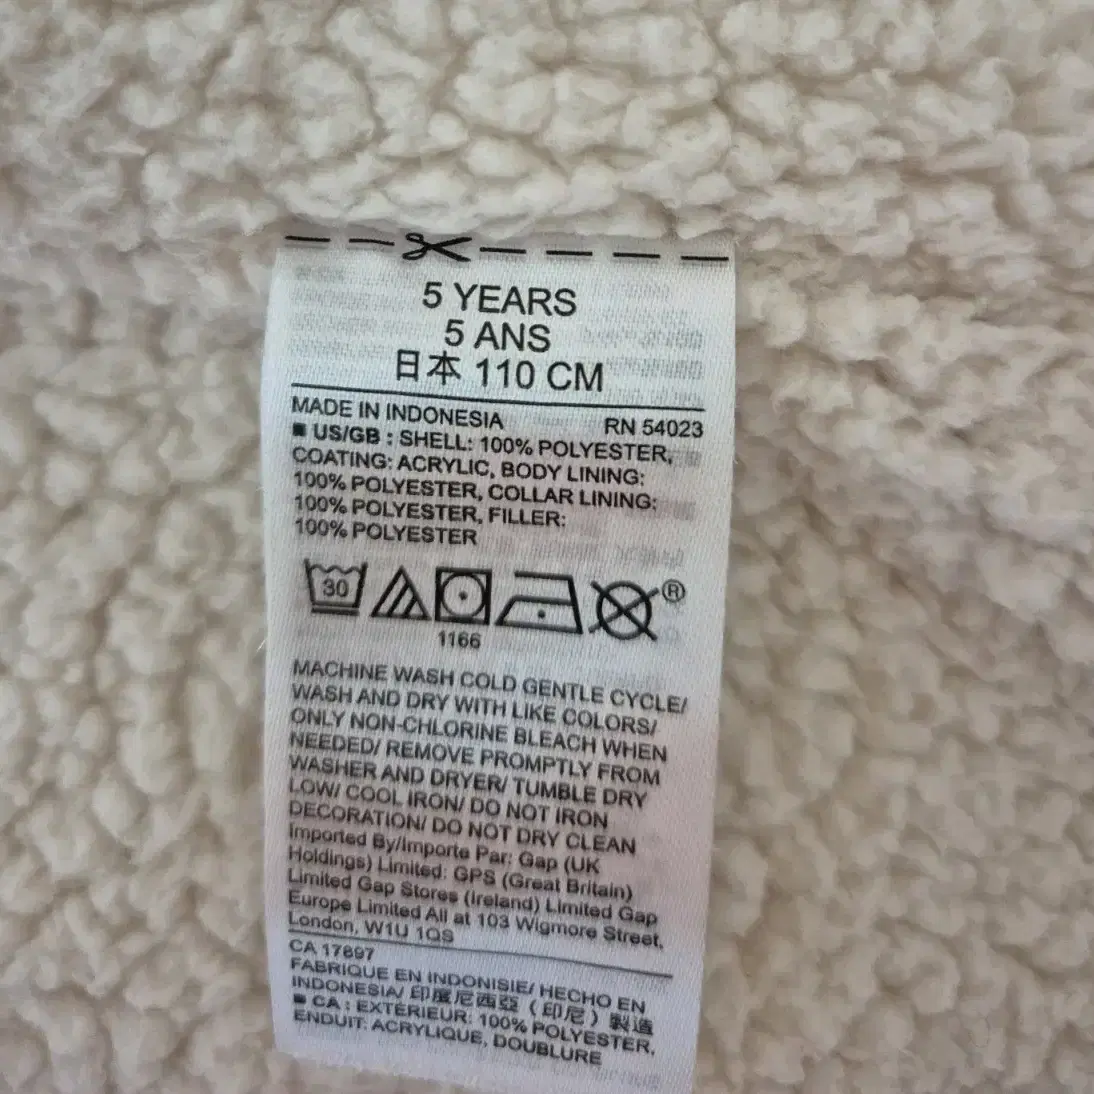 5 YEARS
5 ANS
日本 110 CM
MADE IN INDONESIA RN 54023
■ US/GB : SHELL: 100% POLYESTER,
COATING: ACRYLIC, BODY LINING:
100% POLYESTER, COLLAR LINING:
100% POLYESTER, FILLER:
100% POLYESTER
30
®
1166
MACHINE WASH COLD GENTLE CYCLE/
WASH AND DRY WITH LIKE COLORS/
ONLY NON-CHLORINE BLEACH WHEN
NEEDED/ REMOVE PROMPTLY FROM
WASHER AND DRYER/ TUMBLE DRY
LOW/ COOL IRON/ DO NOT IRON
DECORATION/ DO NOT DRY CLEAN
Imported By/Importe Par: Gap (UK
Holdings) Limited: GPS (Great Britain)
Limited Gap Stores (Ireland) Limited Gap
Europe Limited All at 103 Wigmore Street,
London, W1U 1QS
CA 17897
FABRIQUE EN INDONISIE/ HECHO EN
INDONESIA/ 印度尼西亞（印尼）製造
■ CA : EXTÉRIEUR: 100% POLYESTER,
ENDUIT: ACRYLIQUE, DOUBLURE